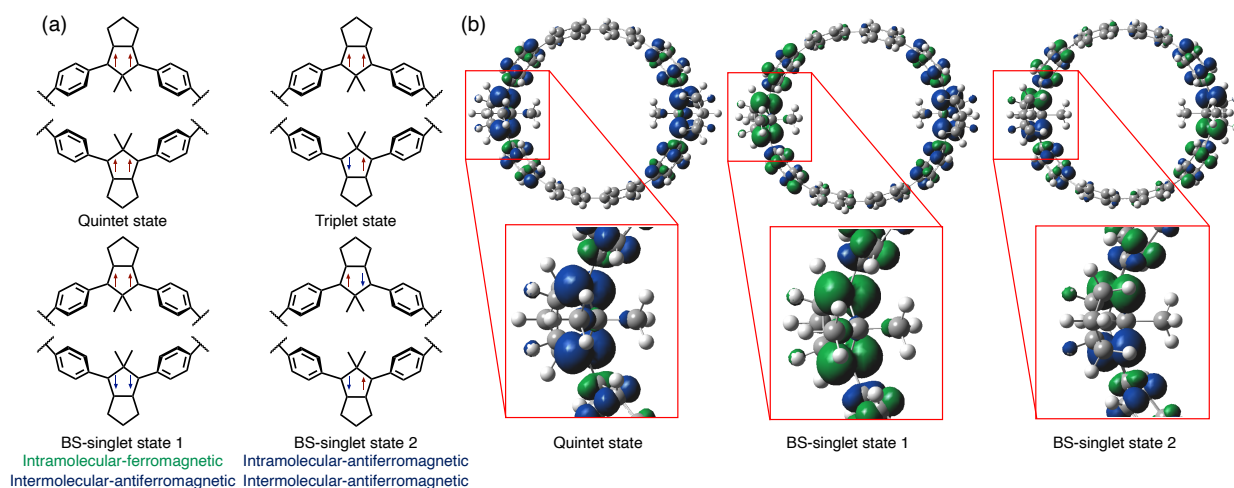 (a)
(b)
Quintet state
Triplet state
BS-singlet state 1
Intramolecular-ferromagnetic
Intermolecular-antiferromagnetic
BS-singlet state 2
Intramolecular-antiferromagnetic
Intermolecular-antiferromagnetic
Quintet state
BS-singlet state 1
BS-singlet state 2